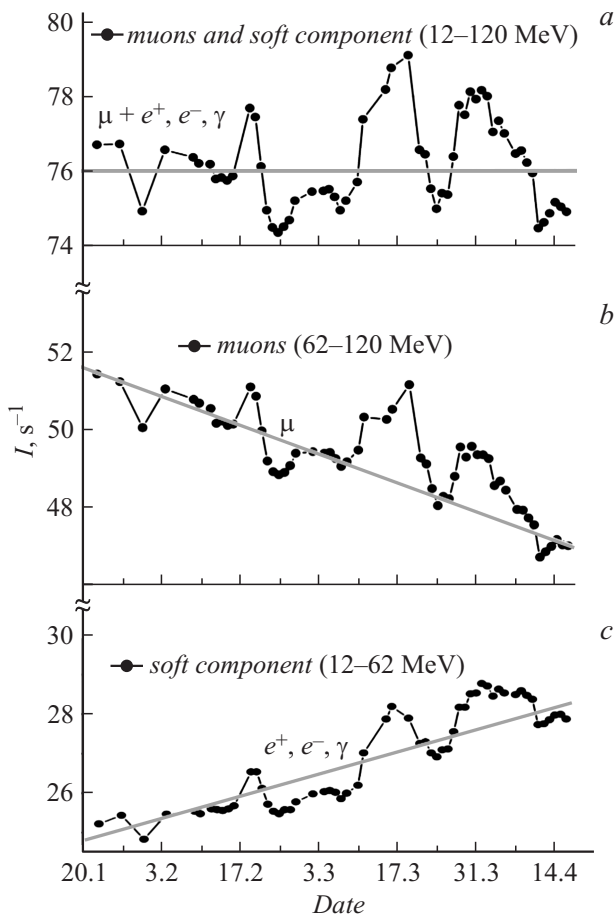 a
80
muons and soft component (12–120 MeV)
μ + e⁺, e⁻, γ
78
76
74
b
muons (62–120 MeV)
52
μ
50
48
I, s⁻¹
c
30
soft component (12–62 MeV)
e⁺, e⁻, γ
28
26
24
20.1 3.2 17.2 3.3 17.3 31.3 14.4
Date